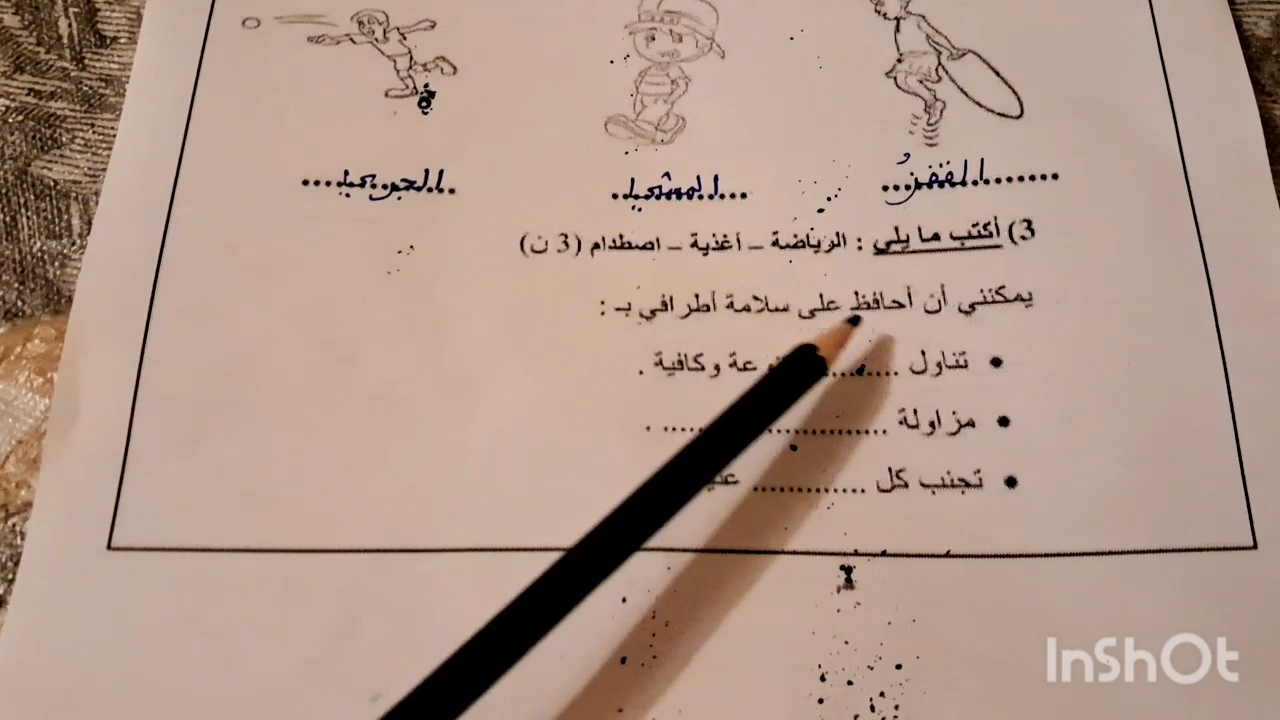 القفزُ المشي الجري
3) أكتب ما يلي : الرياضة – أغذية – اصطدام (3 ن)
يمكنني أن أحافظ على سلامة أطرافي بـ :
• تناول ............ وكافية .
• مزاولة ........................ .
• تجنب كل .............
InShOt